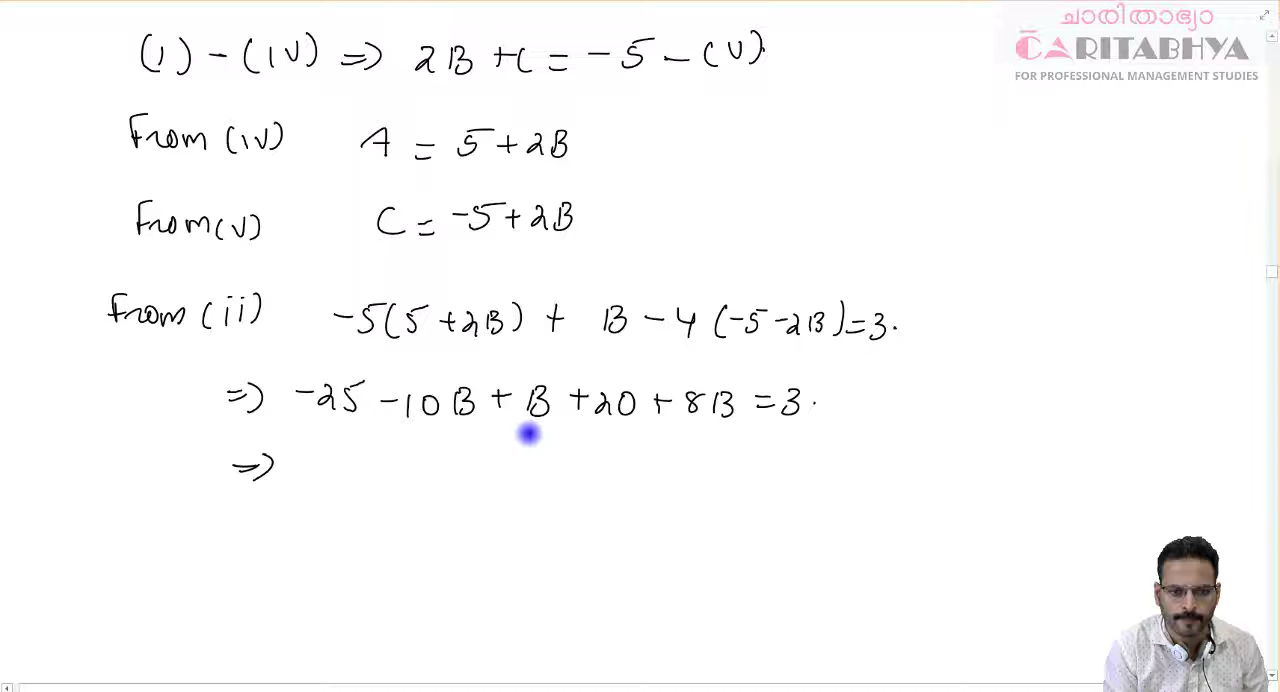 ചാരിതാഭ്യാ
CARITABHYA
FOR PROFESSIONAL MANAGEMENT STUDIES
(I) - (IV) => 2B + C = -5 - (V).
From (iv) A = 5 + 2B
From (v) C = -5 + 2B
From (ii) -5(5 + 2B) + B - 4 (-5 - 2B) = 3.
=> -25 - 10B + B + 20 + 8B = 3.
=>